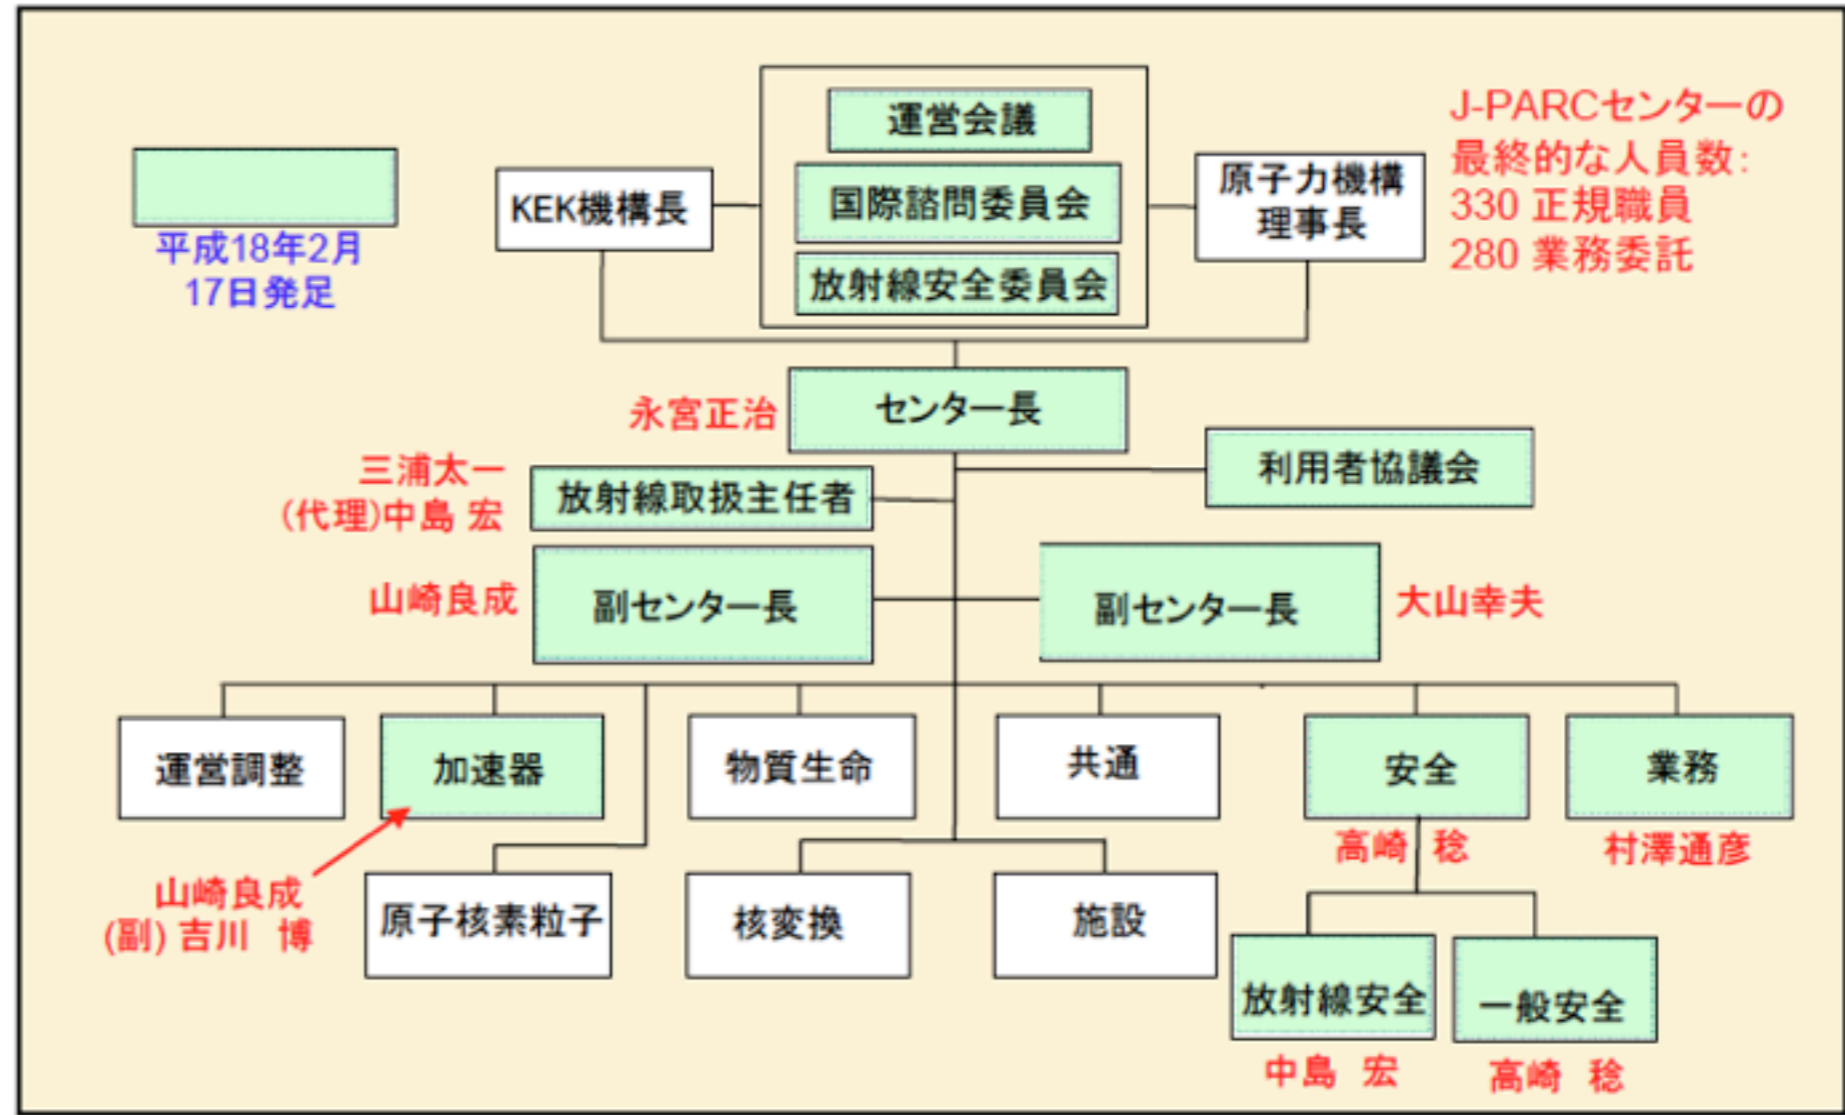 運営会議
国際諮問委員会
放射線安全委員会
KEK機構長
原子力機構
理事長
J-PARCセンターの
最終的な人員数：
330 正規職員
280 業務委託
平成18年2月
17日発足
永宮正治
センター長
三浦太一
(代理)中島 宏
放射線取扱主任者
利用者協議会
山崎良成
副センター長
副センター長
大山幸夫
運営調整
加速器
物質生命
共通
安全
業務
高崎 稔
村澤通彦
山崎良成
(副) 吉川 博
原子核素粒子
核変換
施設
放射線安全
一般安全
中島 宏
高崎 稔